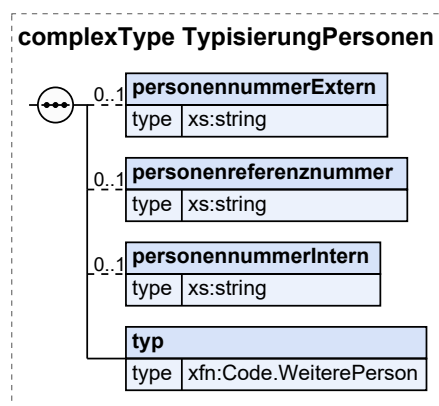 complexType TypisierungPersonen
0..1 personennummerExtern
type xs:string
0..1 personenreferenznummer
type xs:string
0..1 personennummerIntern
type xs:string
typ
type xfn:Code.WeiterePerson